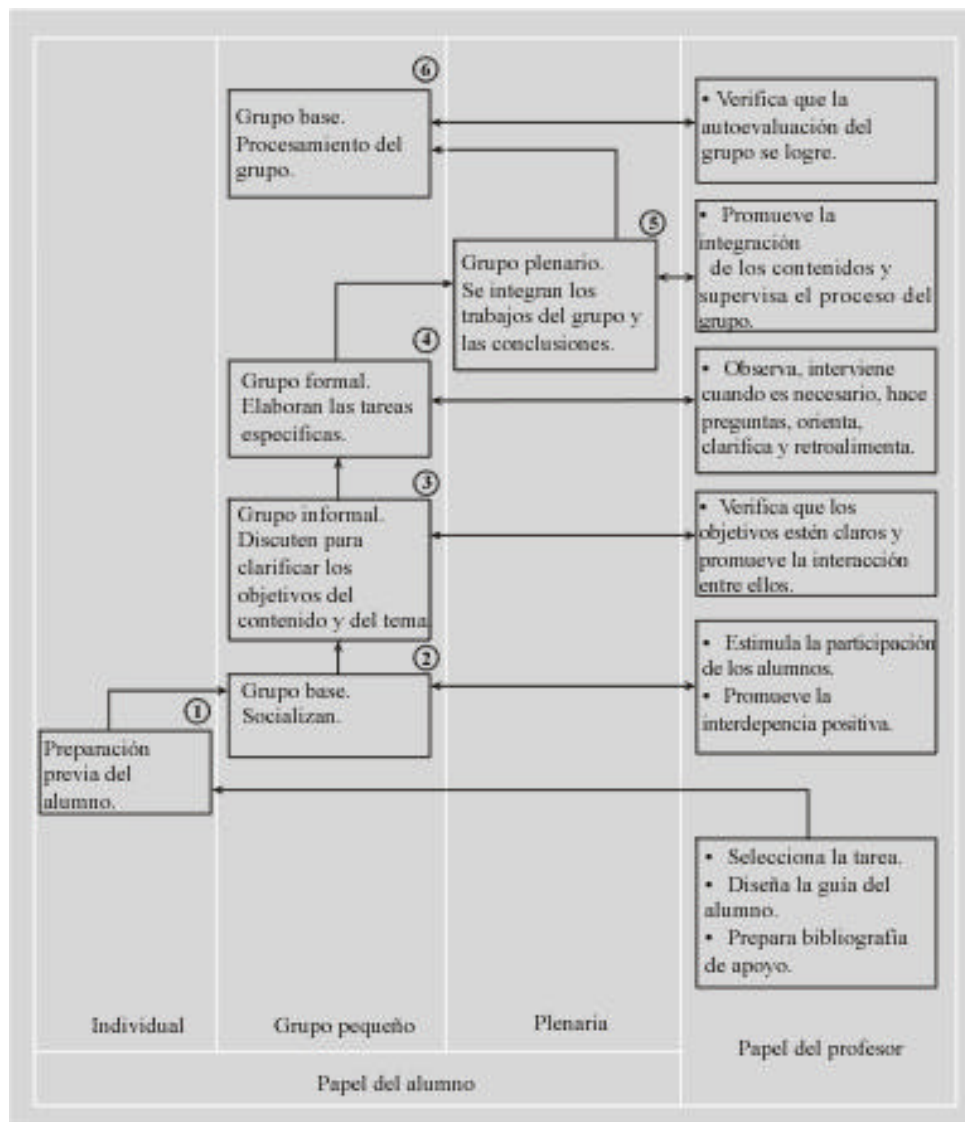 ⑥
Grupo base.
Procesamiento del
grupo.
• Verifica que la
autoevaluación del
grupo se logre.
⑤
Grupo plenario.
Se integran los
trabajos del grupo y
las conclusiones.
• Promueve la
integración
de los contenidos y
supervisa el proceso del
grupo.
④
Grupo formal.
Elaboran las tareas
específicas.
• Observa, interviene
cuando es necesario, hace
preguntas, orienta,
clarifica y retroalimenta.
③
Grupo informal.
Discuten para
clarificar los
objetivos del
contenido y del tema.
• Verifica que los
objetivos estén claros y
promueve la interacción
entre ellos.
②
Grupo base.
Socializan.
• Estimula la participación
de los alumnos.
• Promueve la
interdepencia positiva.
①
Preparación
previa del
alumno.
• Selecciona la tarea.
• Diseña la guía del
alumno.
• Prepara bibliografía
de apoyo.
Individual
Grupo pequeño
Plenaria
Papel del profesor
Papel del alumno